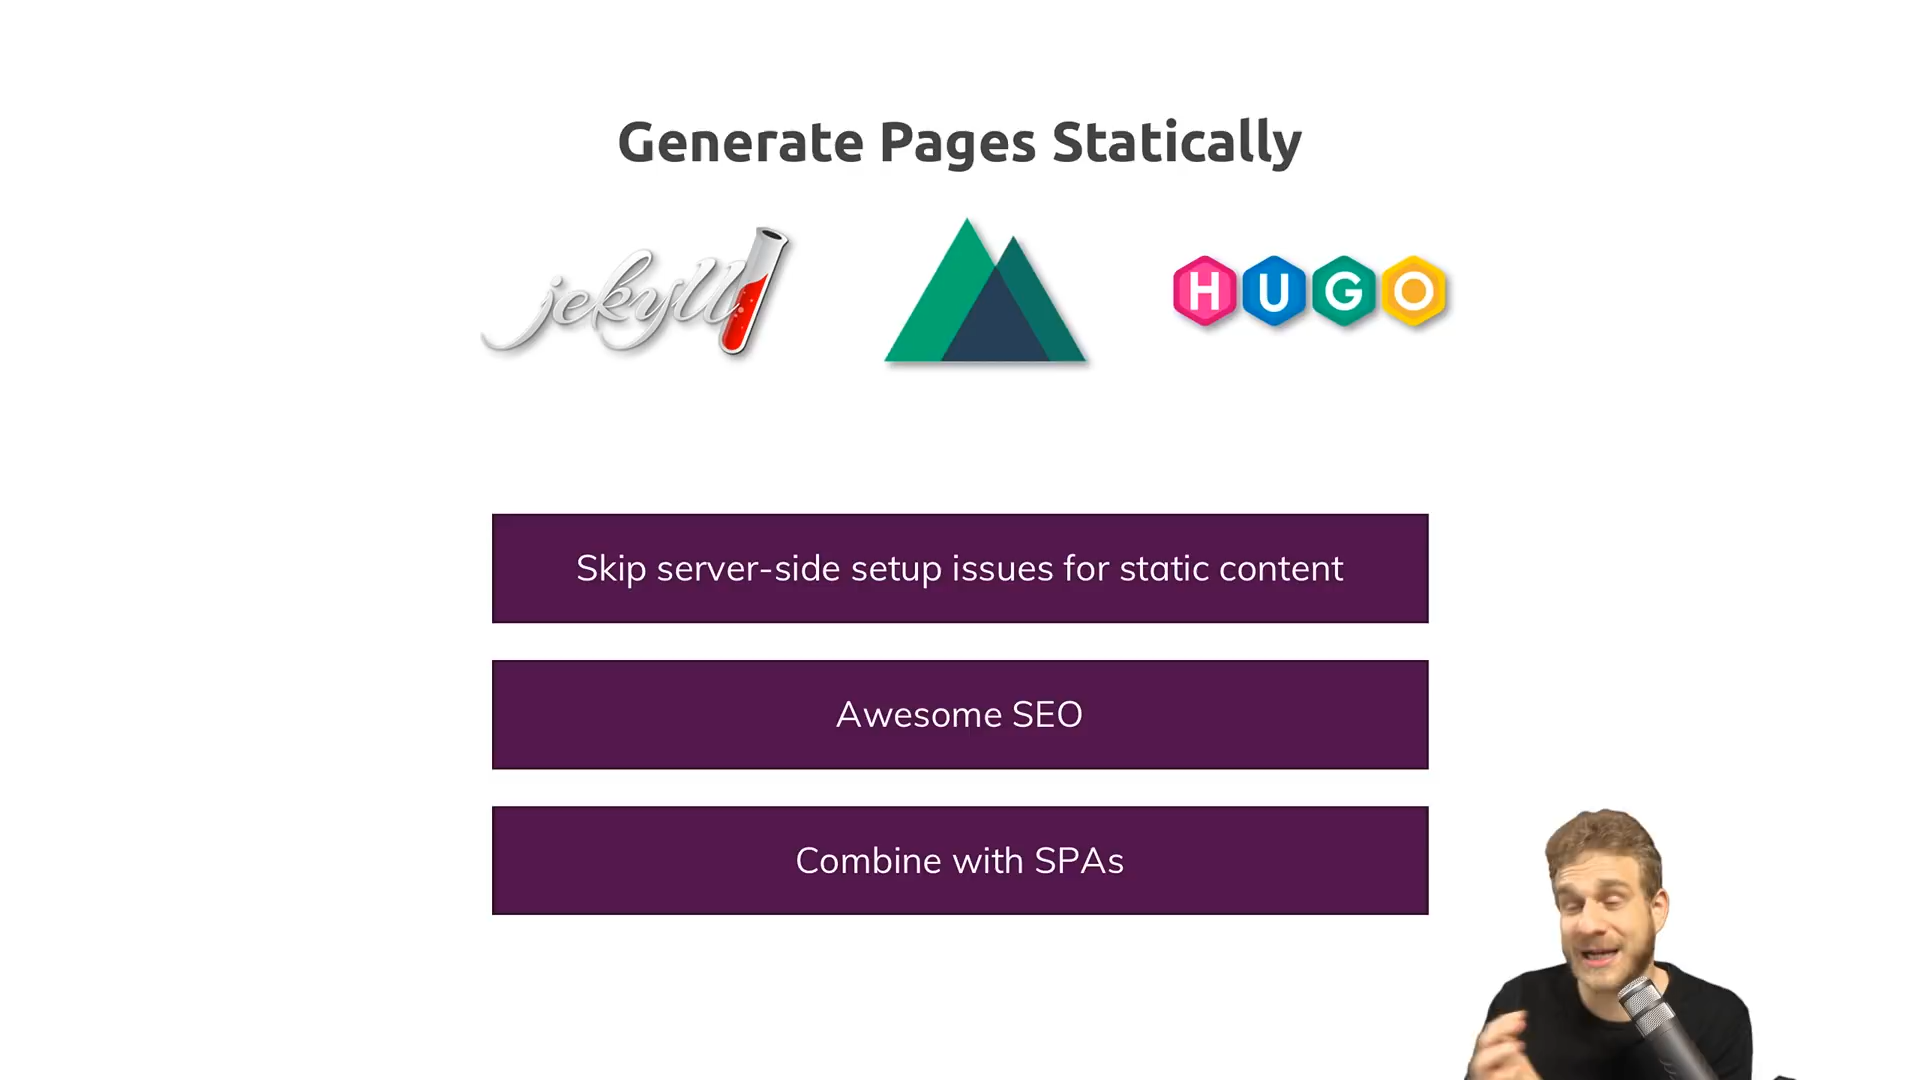 Generate Pages Statically
jekyll
HUGO
Skip server-side setup issues for static content
Awesome SEO
Combine with SPAs